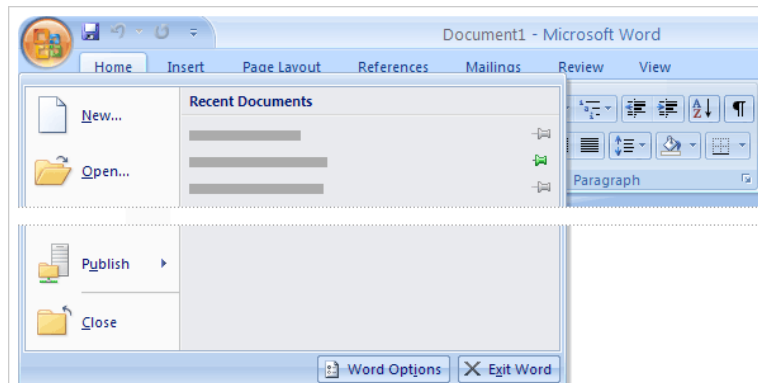 Document1 - Microsoft Word
Home Insert Page Layout References Mailings Review View
Recent Documents
New...
Open...
Paragraph
Publish
Close
Word Options Exit Word